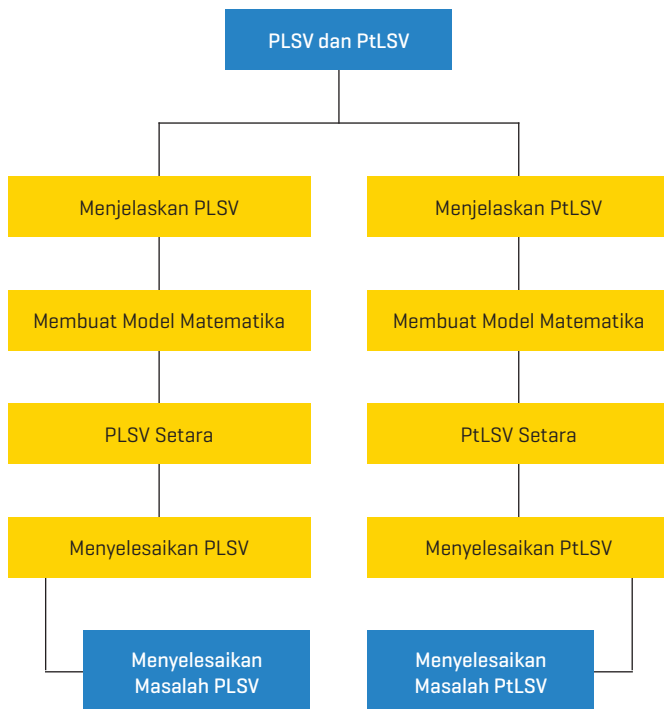 PLSV dan PtLSV
Menjelaskan PLSV
Menjelaskan PtLSV
Membuat Model Matematika
Membuat Model Matematika
PLSV Setara
PtLSV Setara
Menyelesaikan PLSV
Menyelesaikan PtLSV
Menyelesaikan
Masalah PLSV
Menyelesaikan
Masalah PtLSV